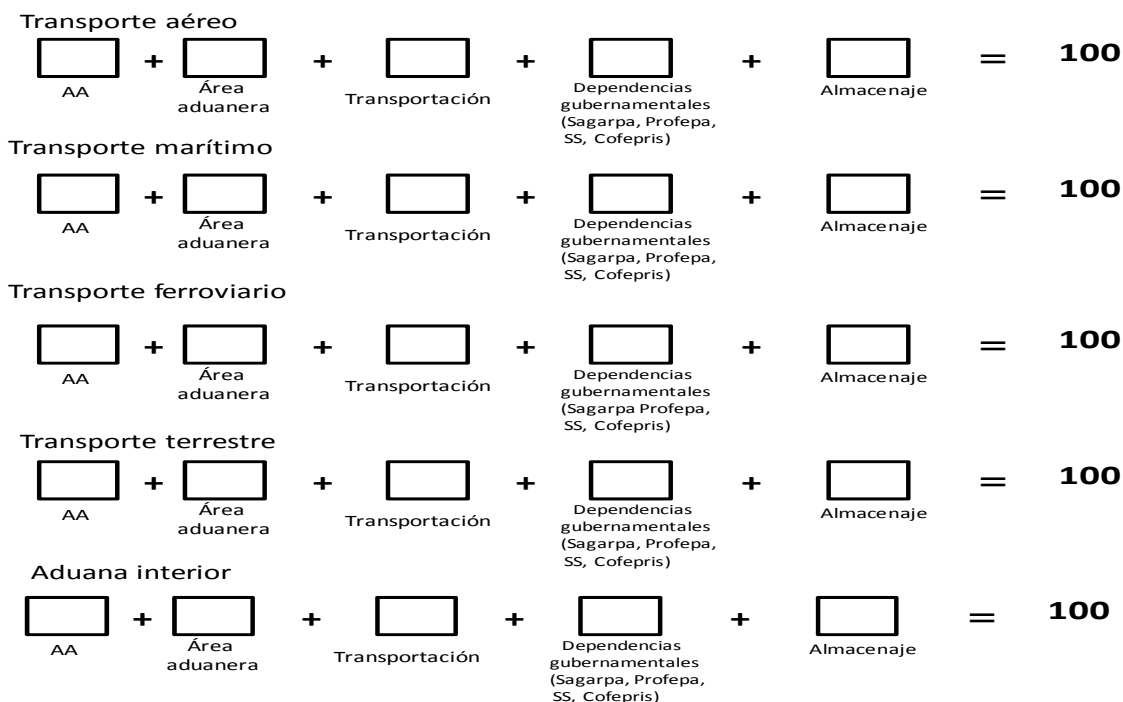 Transporte aéreo
+ + + + = 100
AA
Área
aduanera
Transportación
Dependencias
gubernamentales
(Sagarpa, Profepa,
SS, Cofepris)
Almacenaje
Transporte marítimo
+ + + + = 100
AA
Área
aduanera
Transportación
Dependencias
gubernamentales
(Sagarpa, Profepa,
SS, Cofepris)
Almacenaje
Transporte ferroviario
+ + + + = 100
AA
Área
aduanera
Transportación
Dependencias
gubernamentales
(Sagarpa Profepa,
SS, Cofepris)
Almacenaje
Transporte terrestre
+ + + + = 100
AA
Área
aduanera
Transportación
Dependencias
gubernamentales
(Sagarpa, Profepa,
SS, Cofepris)
Almacenaje
Aduana interior
+ + + + = 100
AA
Área
aduanera
Transportación
Dependencias
gubernamentales
(Sagarpa, Profepa,
SS, Cofepris)
Almacenaje